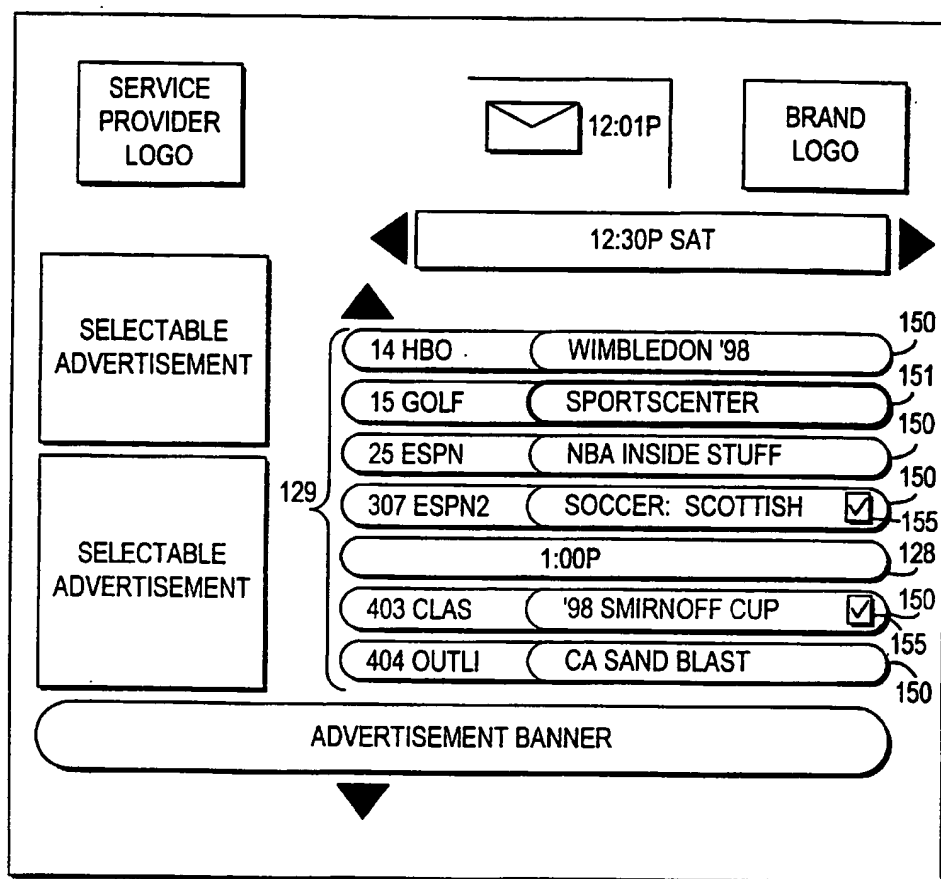 SERVICE
PROVIDER
LOGO
12:01P
BRAND
LOGO
12:30P SAT
SELECTABLE
ADVERTISEMENT
SELECTABLE
ADVERTISEMENT
129
14 HBO WIMBLEDON '98 150
15 GOLF SPORTSCENTER 151
25 ESPN NBA INSIDE STUFF 150
307 ESPN2 SOCCER: SCOTTISH 150
155
1:00P 128
403 CLAS '98 SMIRNOFF CUP 150
155
404 OUTLI CA SAND BLAST 150
ADVERTISEMENT BANNER